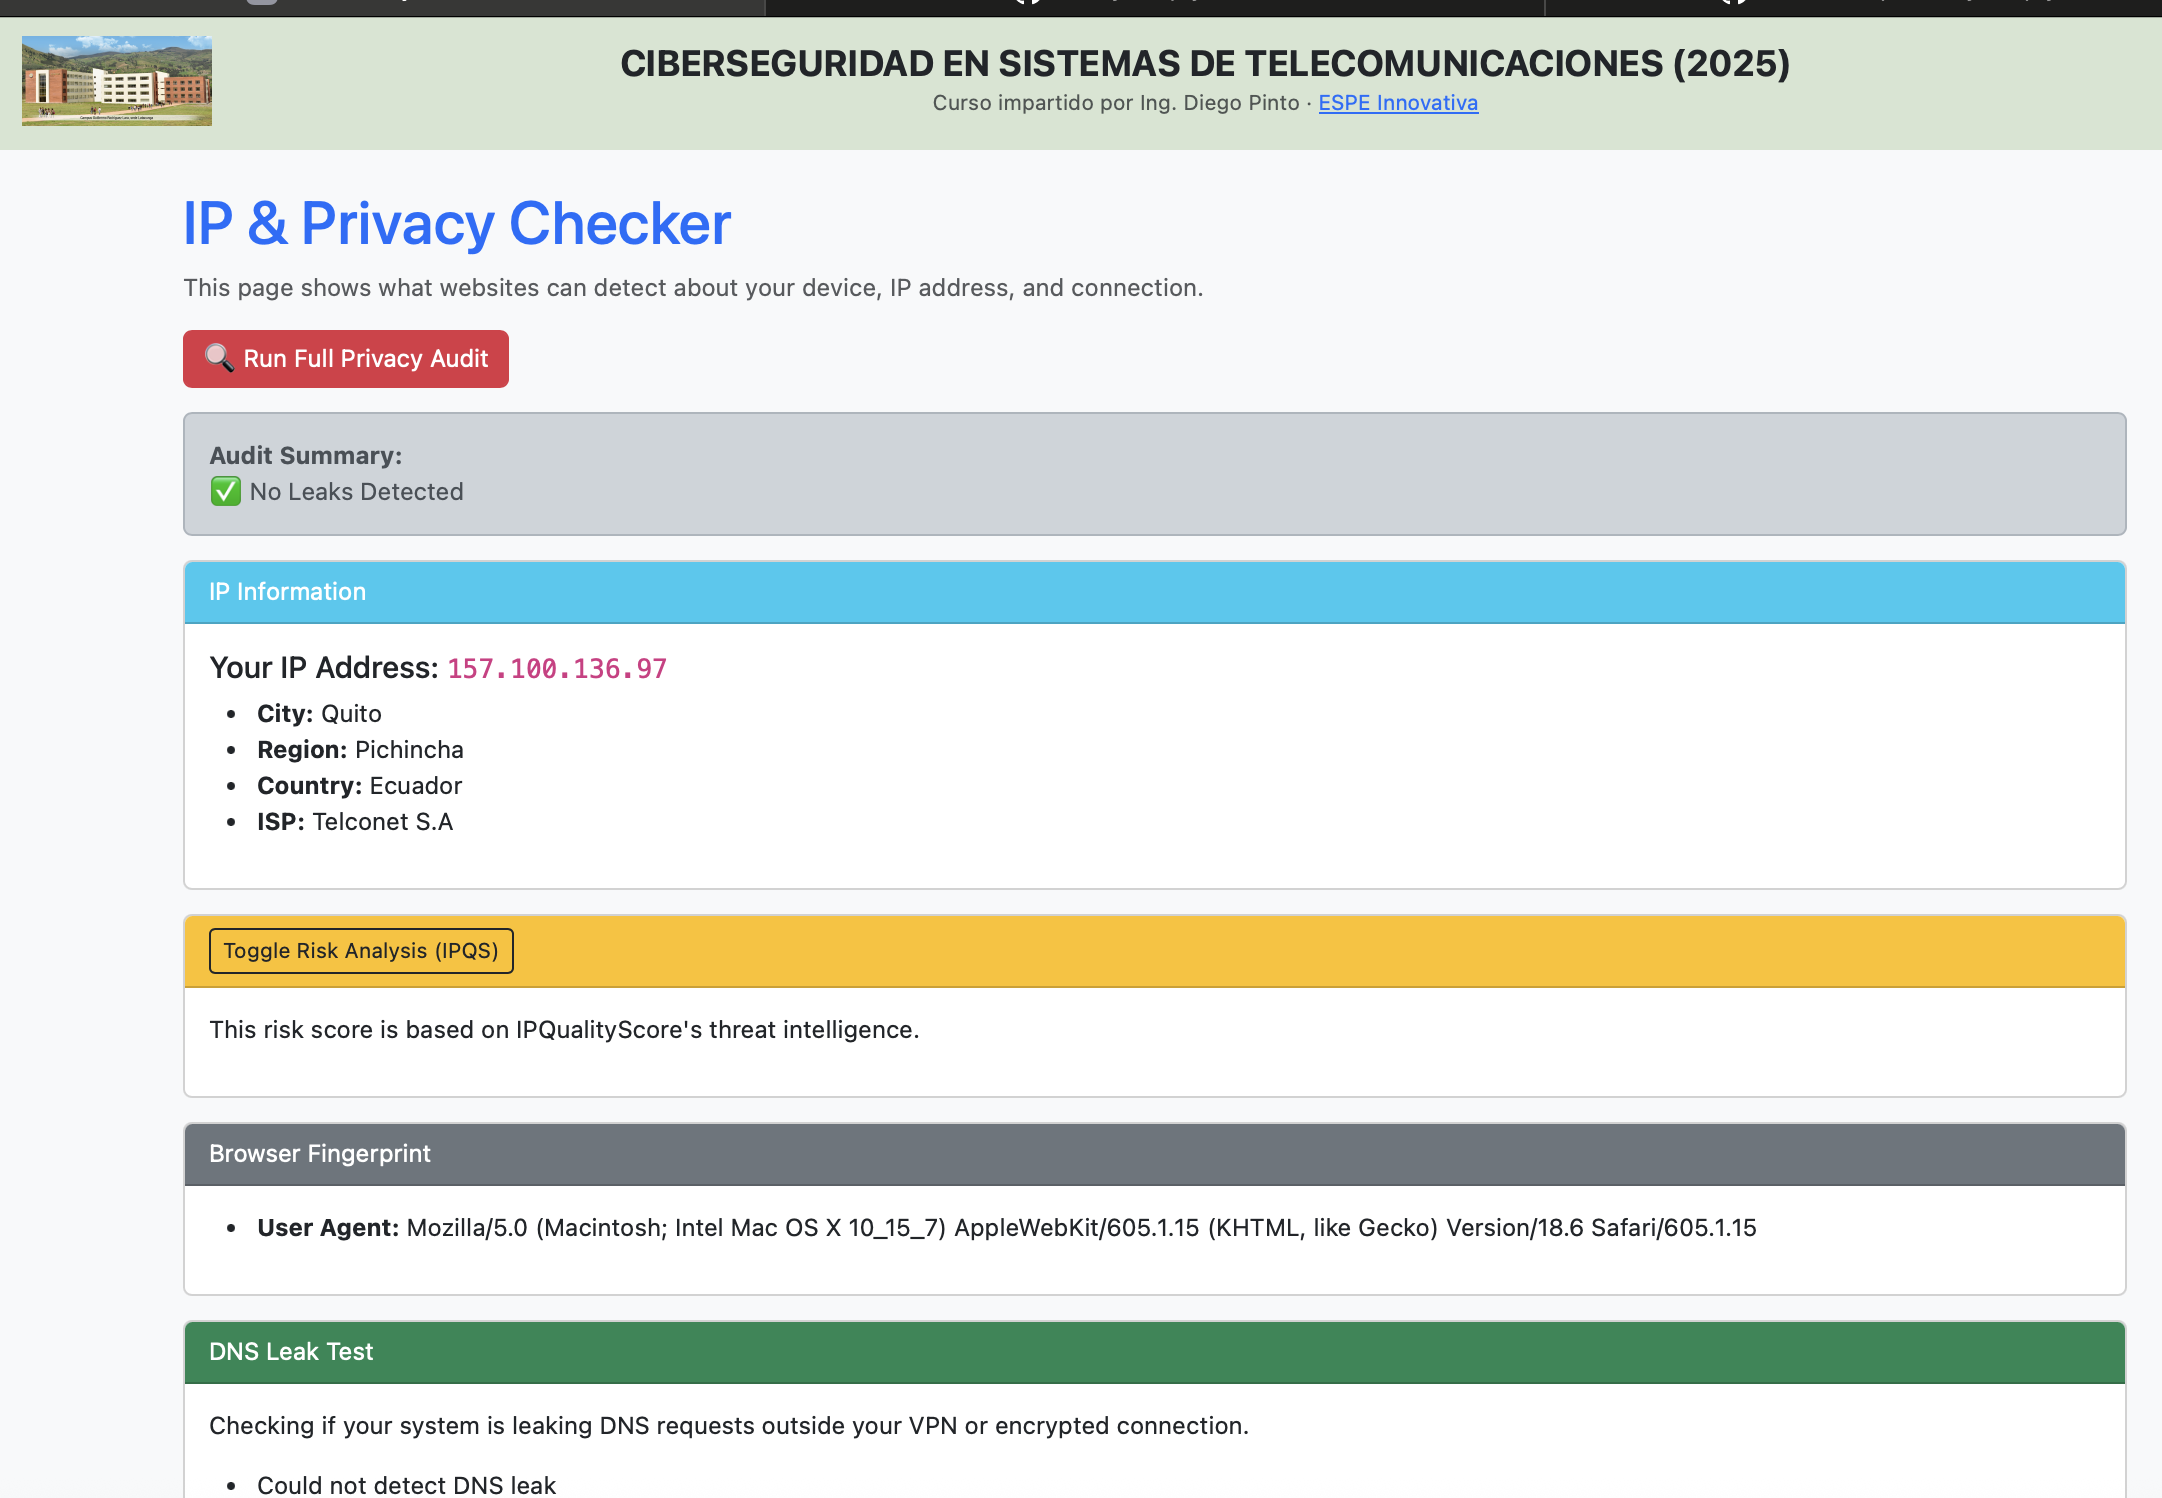 CIBERSEGURIDAD EN SISTEMAS DE TELECOMUNICACIONES (2025)
Curso impartido por Ing. Diego Pinto · ESPE Innovativa
IP & Privacy Checker
This page shows what websites can detect about your device, IP address, and connection.
🔍 Run Full Privacy Audit
Audit Summary:
✅ No Leaks Detected
IP Information
Your IP Address: 157.100.136.97
• City: Quito
• Region: Pichincha
• Country: Ecuador
• ISP: Telconet S.A
Toggle Risk Analysis (IPQS)
This risk score is based on IPQualityScore's threat intelligence.
Browser Fingerprint
• User Agent: Mozilla/5.0 (Macintosh; Intel Mac OS X 10_15_7) AppleWebKit/605.1.15 (KHTML, like Gecko) Version/18.6 Safari/605.1.15
DNS Leak Test
Checking if your system is leaking DNS requests outside your VPN or encrypted connection.
• Could not detect DNS leak